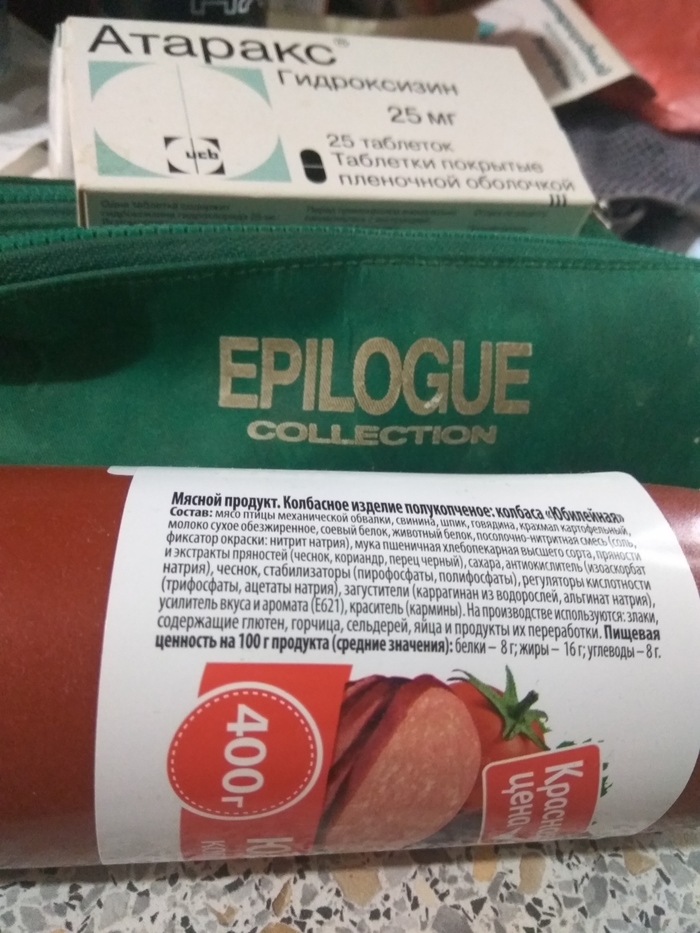 Атаракс®
Гидроксизин
25 мг
ucb
25 таблеток
Таблетки покрытые
пленочной оболочкой
EPILOGUE
COLLECTION
Мясной продукт. Колбасное изделие полукопченое: колбаса «Юбилейная»
Состав: мясо птицы механической обвалки, свинина, шпик, говядина, крахмал картофельный,
молоко сухое обезжиренное, соевый белок, животный белок, посолочно-нитритная смесь (соль,
фиксатор окраски: нитрит натрия), мука пшеничная хлебопекарная высшего сорта, пряности
и экстракты пряностей (чеснок, кориандр, перец черный), сахара, антиокислитель (изоаскорбат
натрия), чеснок, стабилизаторы (пирофосфаты, полифосфаты), регуляторы кислотности
(трифосфаты, ацетаты натрия), загустители (каррагинан из водорослей, альгинат натрия),
усилитель вкуса и аромата (Е621), краситель (кармины). На производстве используются: злаки,
содержащие глютен, горчица, сельдерей, яйца и продукты их переработки. Пищевая
ценность на 100 г продукта (средние значения): белки – 8 г; жиры – 16 г; углеводы – 8 г.
400г
Красная
цена